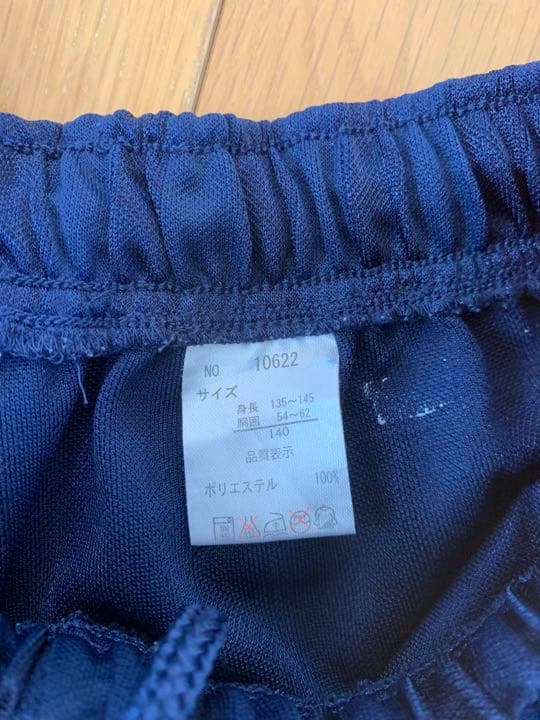 NO 10622
サイズ
身長 135~145
胴囲 54~62
140
品質表示
ポリエステル 100%